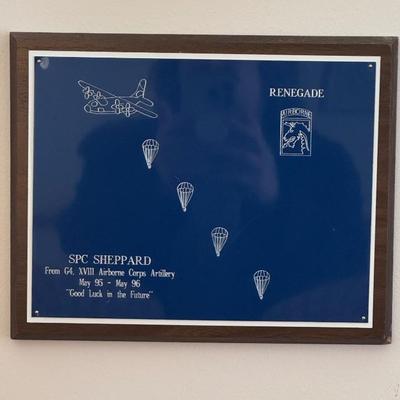 RENEGADE
AIRBORNE
SPC SHEPPARD
From G4, XVIII Airborne Corps Artillery
May 95 - May 96
"Good Luck in the Future"